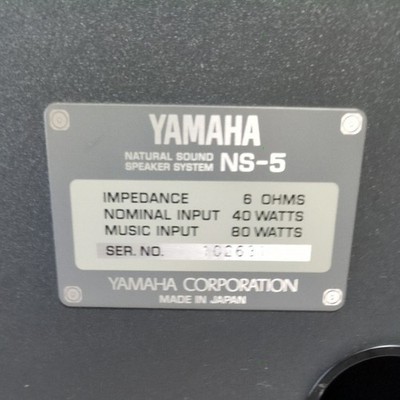 YAMAHA
NATURAL SOUND
SPEAKER SYSTEM NS-5
IMPEDANCE 6 OHMS
NOMINAL INPUT 40 WATTS
MUSIC INPUT 80 WATTS
SER. NO.
YAMAHA CORPORATION
MADE IN JAPAN